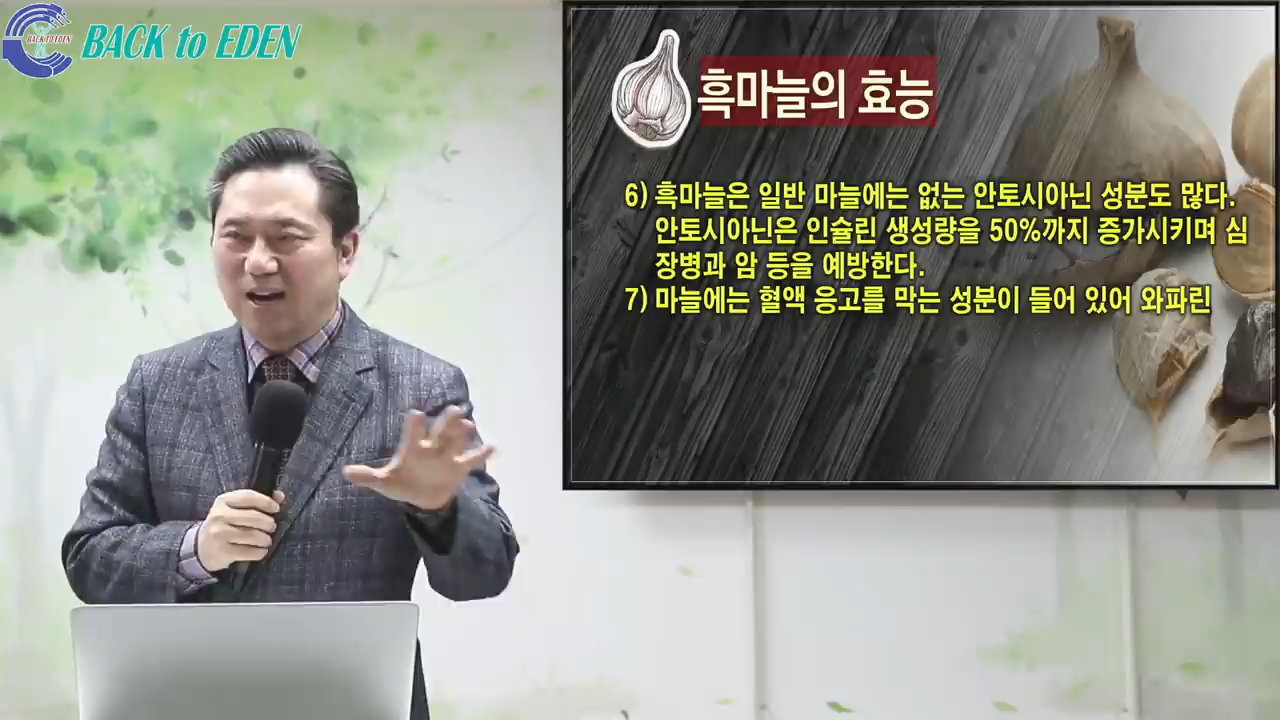 BACK TO EDEN
BACK to EDEN
흑마늘의 효능
6) 흑마늘은 일반 마늘에는 없는 안토시아닌 성분도 많다.
안토시아닌은 인슐린 생성량을 50%까지 증가시키며 심
장병과 암 등을 예방한다.
7) 마늘에는 혈액 응고를 막는 성분이 들어 있어 와파린